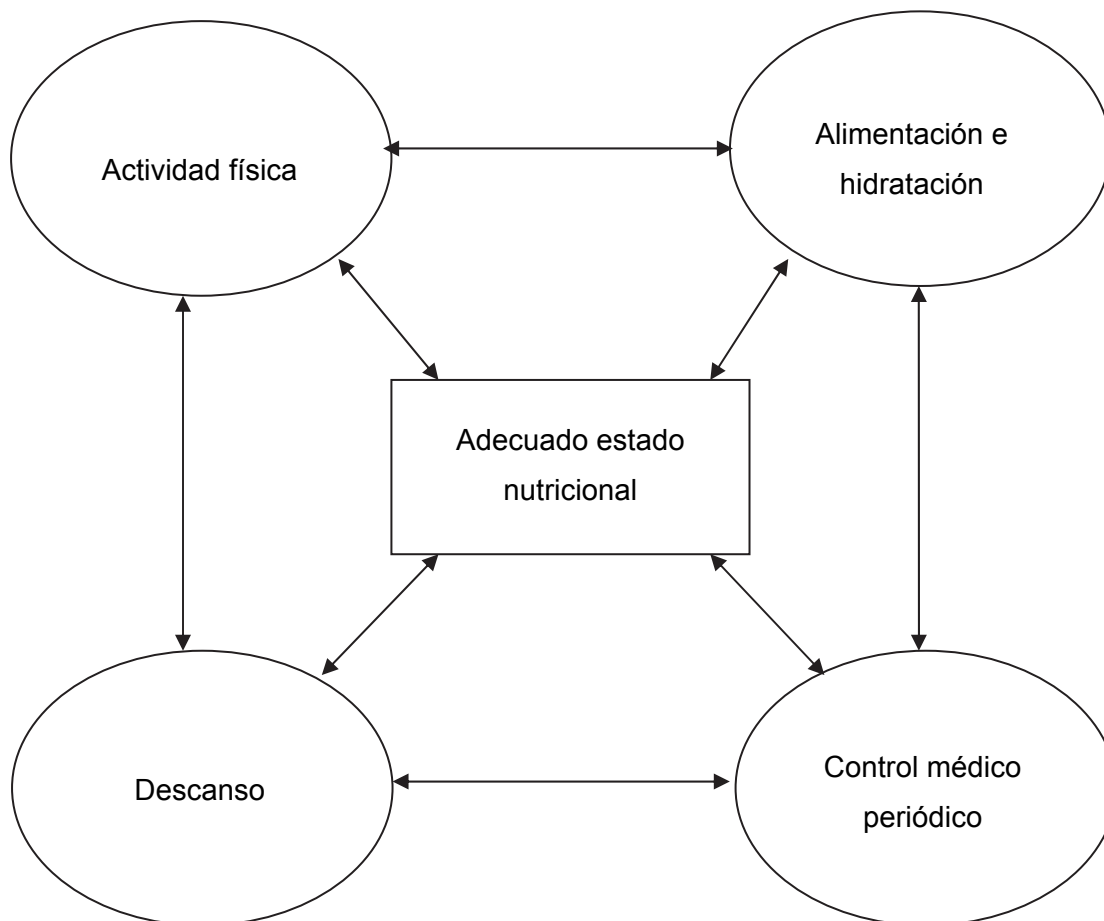 Actividad física
Alimentación e
hidratación
Adecuado estado
nutricional
Descanso
Control médico
periódico